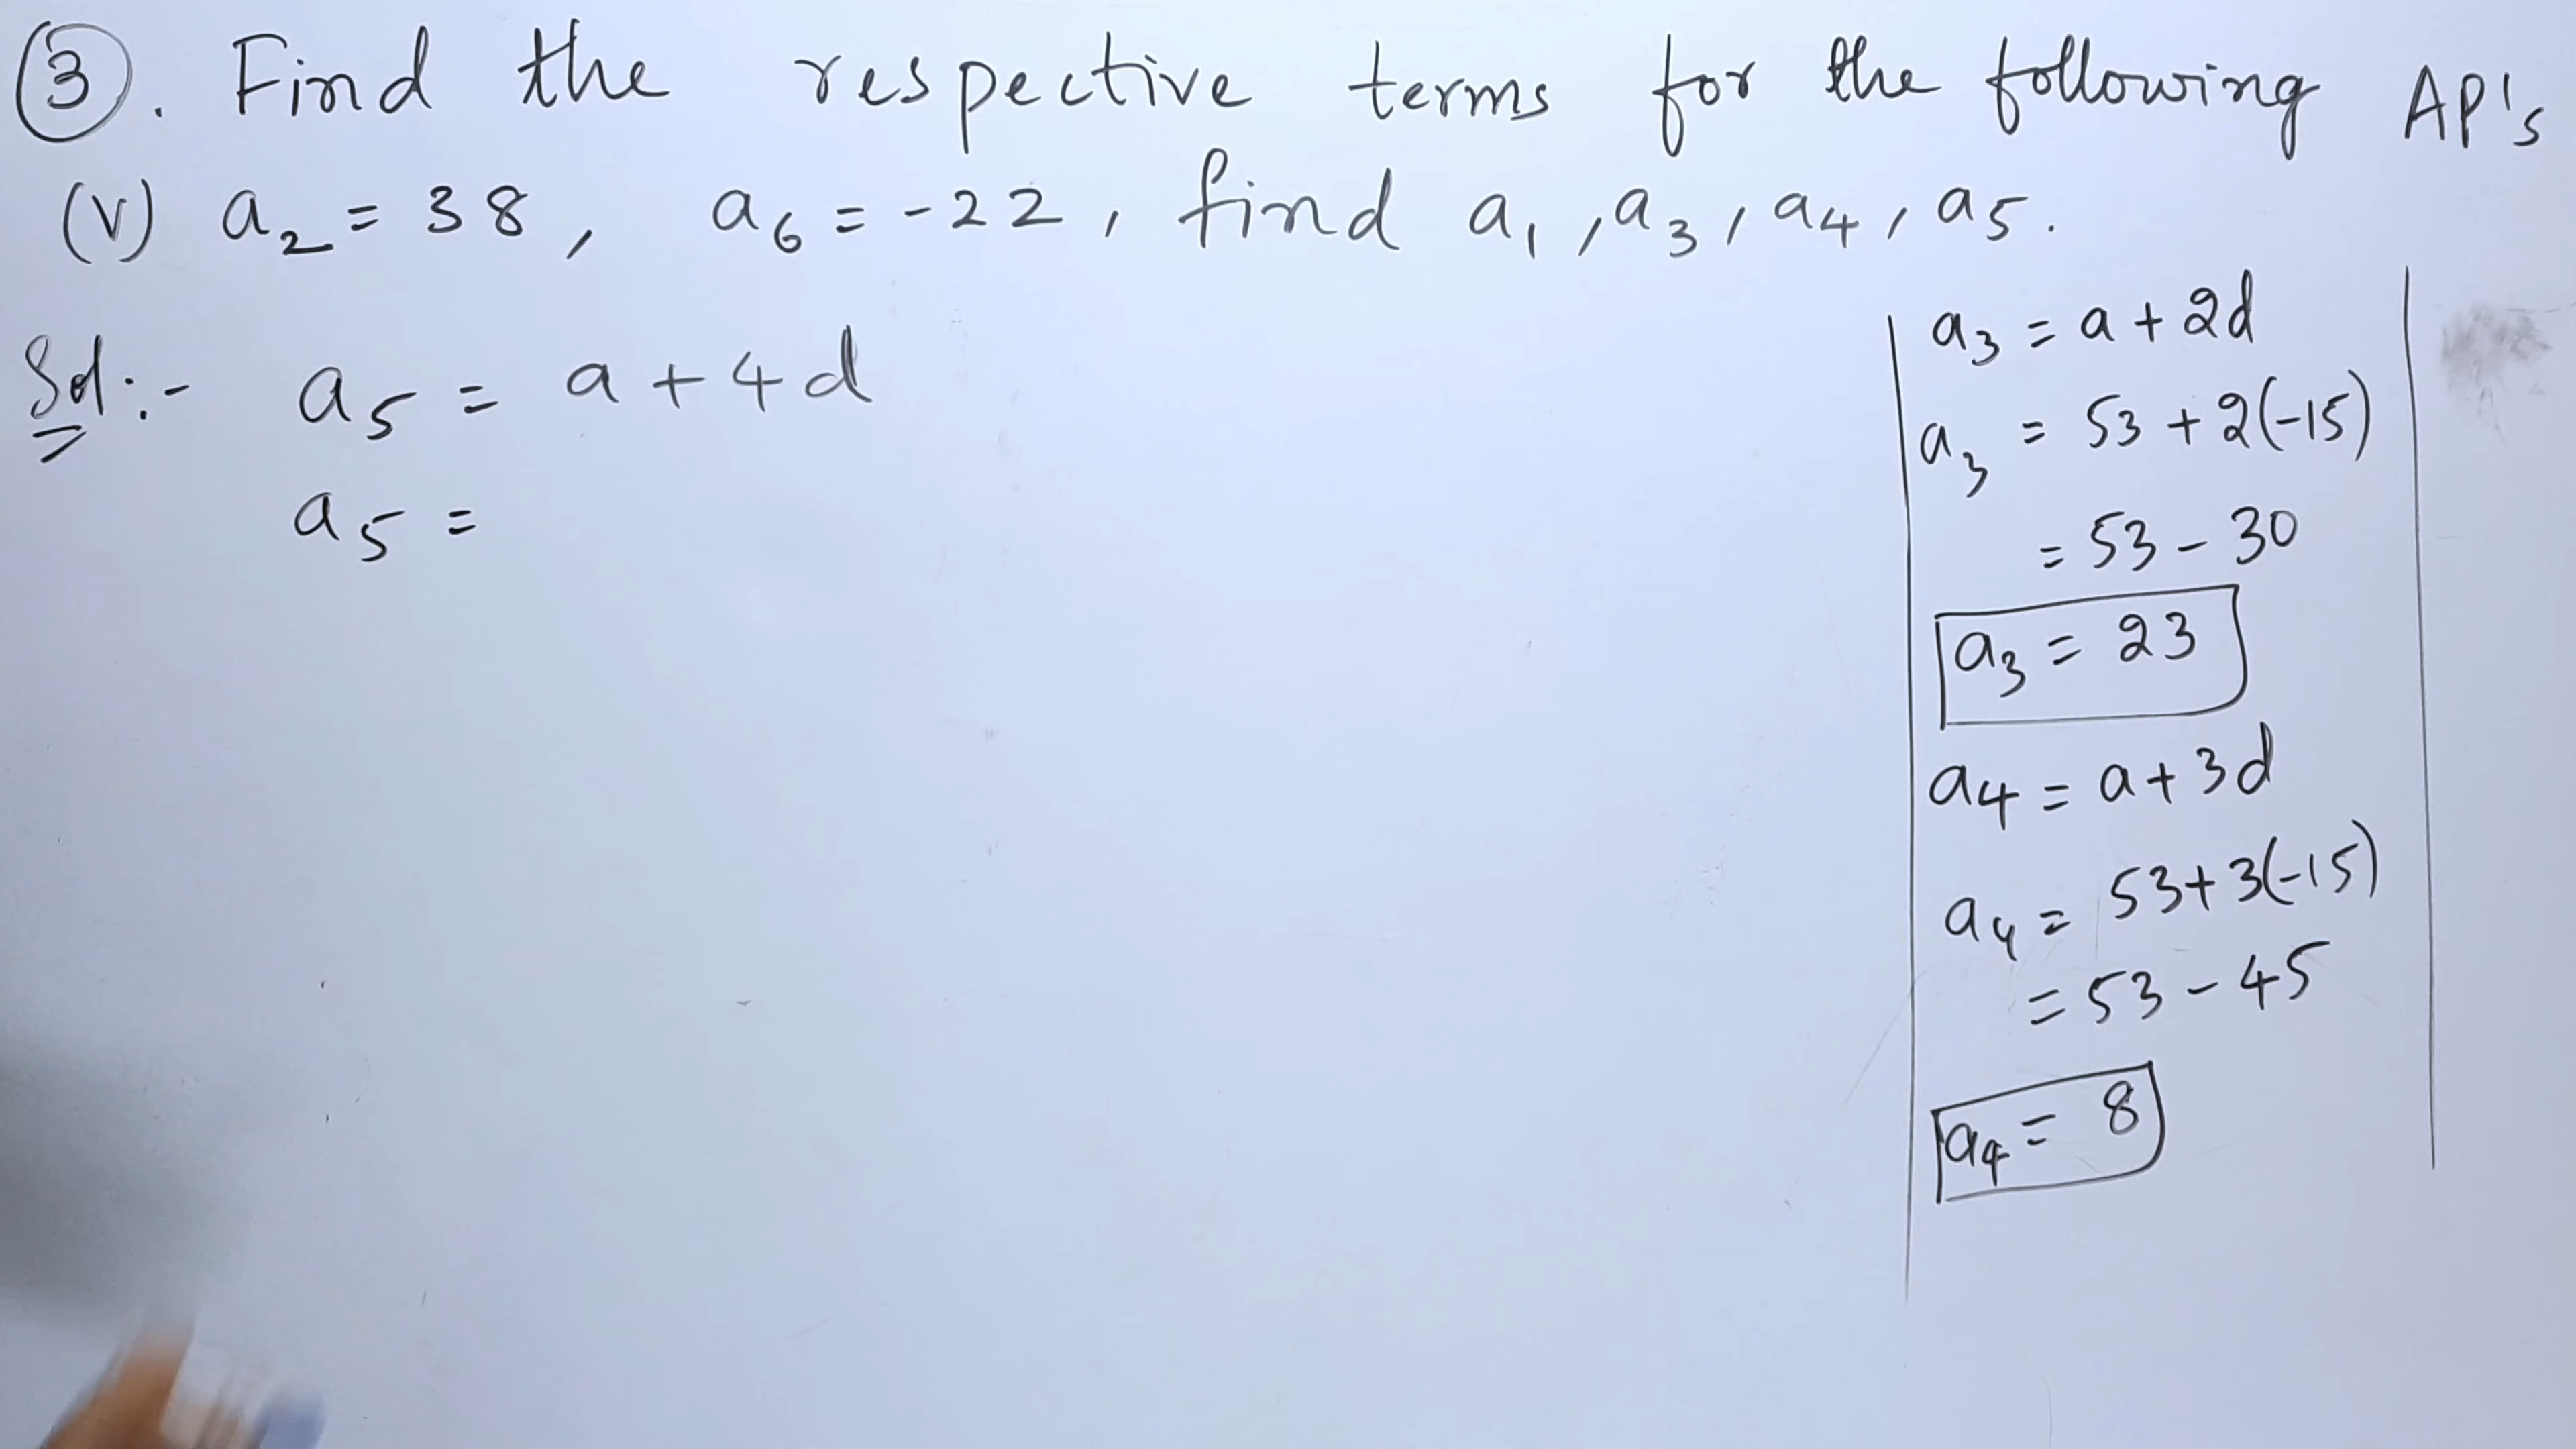 3. Find the respective terms for the following AP's
(V) a₂ = 38, a₆ = -22, find a₁, a₃, a₄, a₅.
Sol:- a₅ = a + 4d
a₅ =
a₃ = a + 2d
a₃ = 53 + 2(-15)
= 53 - 30
a₃ = 23
a₄ = a + 3d
a₄ = 53+3(-15)
= 53 - 45
a₄ = 8